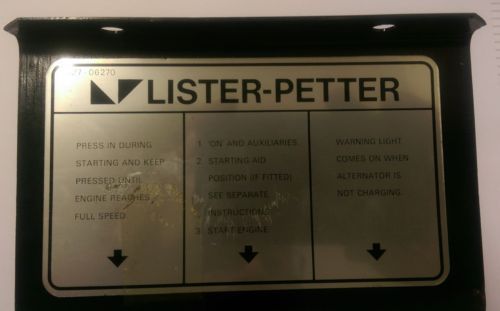 27-06270
LISTER-PETTER
PRESS IN DURING
STARTING AND KEEP
PRESSED UNTIL
ENGINE REACHES
FULL SPEED
1 'ON' AND AUXILIARIES.
2. STARTING AID
POSITION (IF FITTED)
SEE SEPARATE
INSTRUCTIONS
3. START ENGINE
WARNING LIGHT
COMES ON WHEN
ALTERNATOR IS
NOT CHARGING.